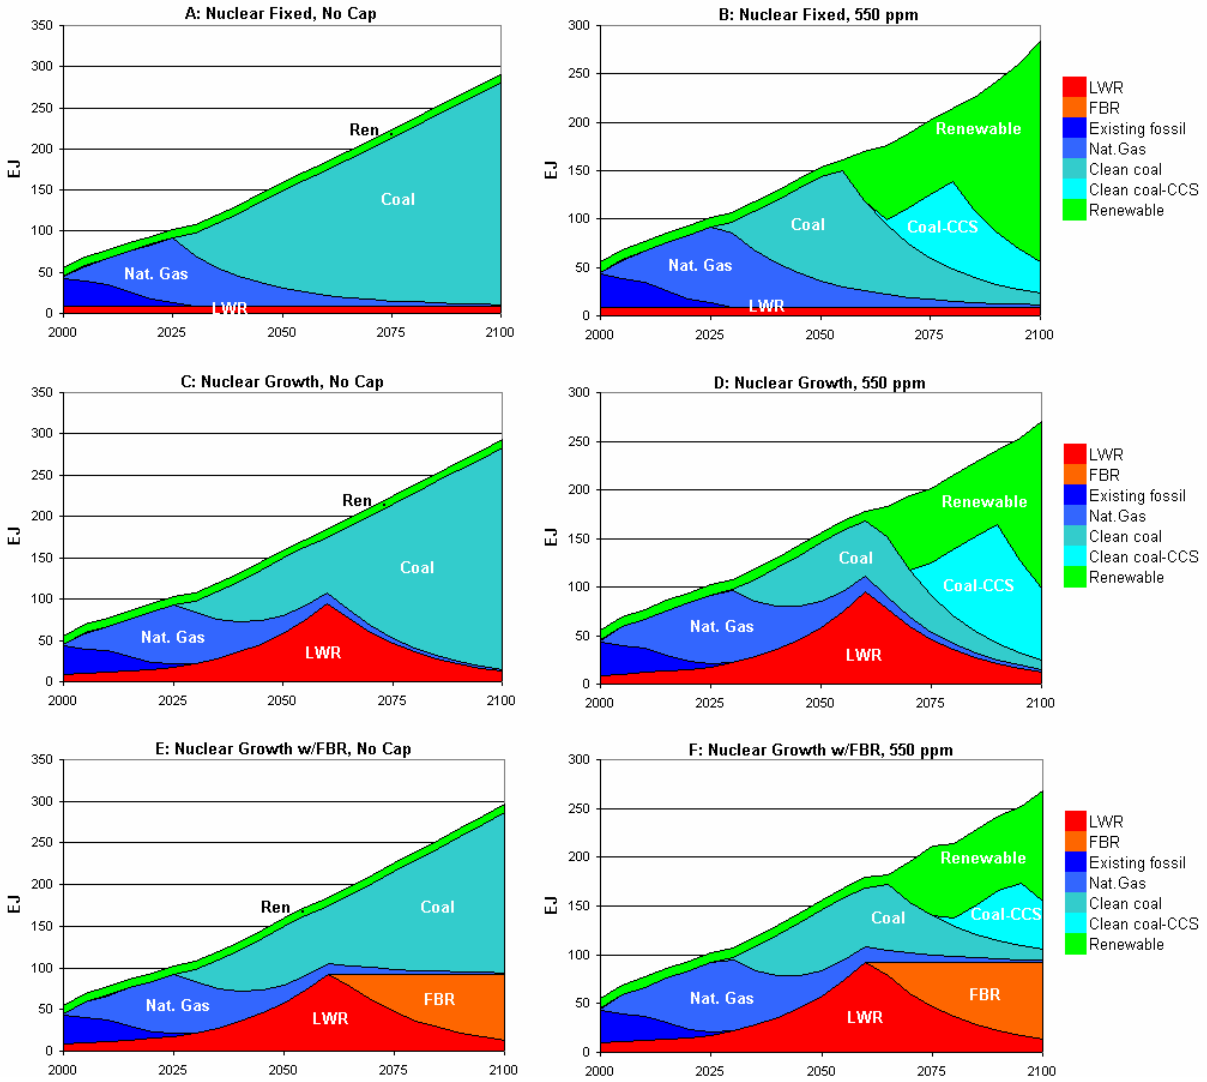 A: Nuclear Fixed, No Cap
350
300
250
200
150
100
50
0
EJ
Ren
Coal
Nat. Gas
LWR
2000 2025 2050 2075 2100
B: Nuclear Fixed, 550 ppm
300
250
200
150
100
50
0
EJ
Renewable
Coal
Coal-CCS
Nat. Gas
LWR
2000 2025 2050 2075 2100
LWR
FBR
Existing fossil
Nat.Gas
Clean coal
Clean coal-CCS
Renewable
C: Nuclear Growth, No Cap
350
300
250
200
150
100
50
0
EJ
Ren
Coal
Nat. Gas
LWR
2000 2025 2050 2075 2100
D: Nuclear Growth, 550 ppm
300
250
200
150
100
50
0
EJ
Renewable
Coal
Coal-CCS
Nat. Gas
LWR
2000 2025 2050 2075 2100
LWR
FBR
Existing fossil
Nat.Gas
Clean coal
Clean coal-CCS
Renewable
E: Nuclear Growth w/FBR, No Cap
350
300
250
200
150
100
50
0
EJ
Ren
Coal
Nat. Gas
FBR
LWR
2000 2025 2050 2075 2100
F: Nuclear Growth w/FBR, 550 ppm
300
250
200
150
100
50
0
EJ
Renewable
Coal
Coal-CCS
Nat. Gas
FBR
LWR
2000 2025 2050 2075 2100
LWR
FBR
Existing fossil
Nat.Gas
Clean coal
Clean coal-CCS
Renewable